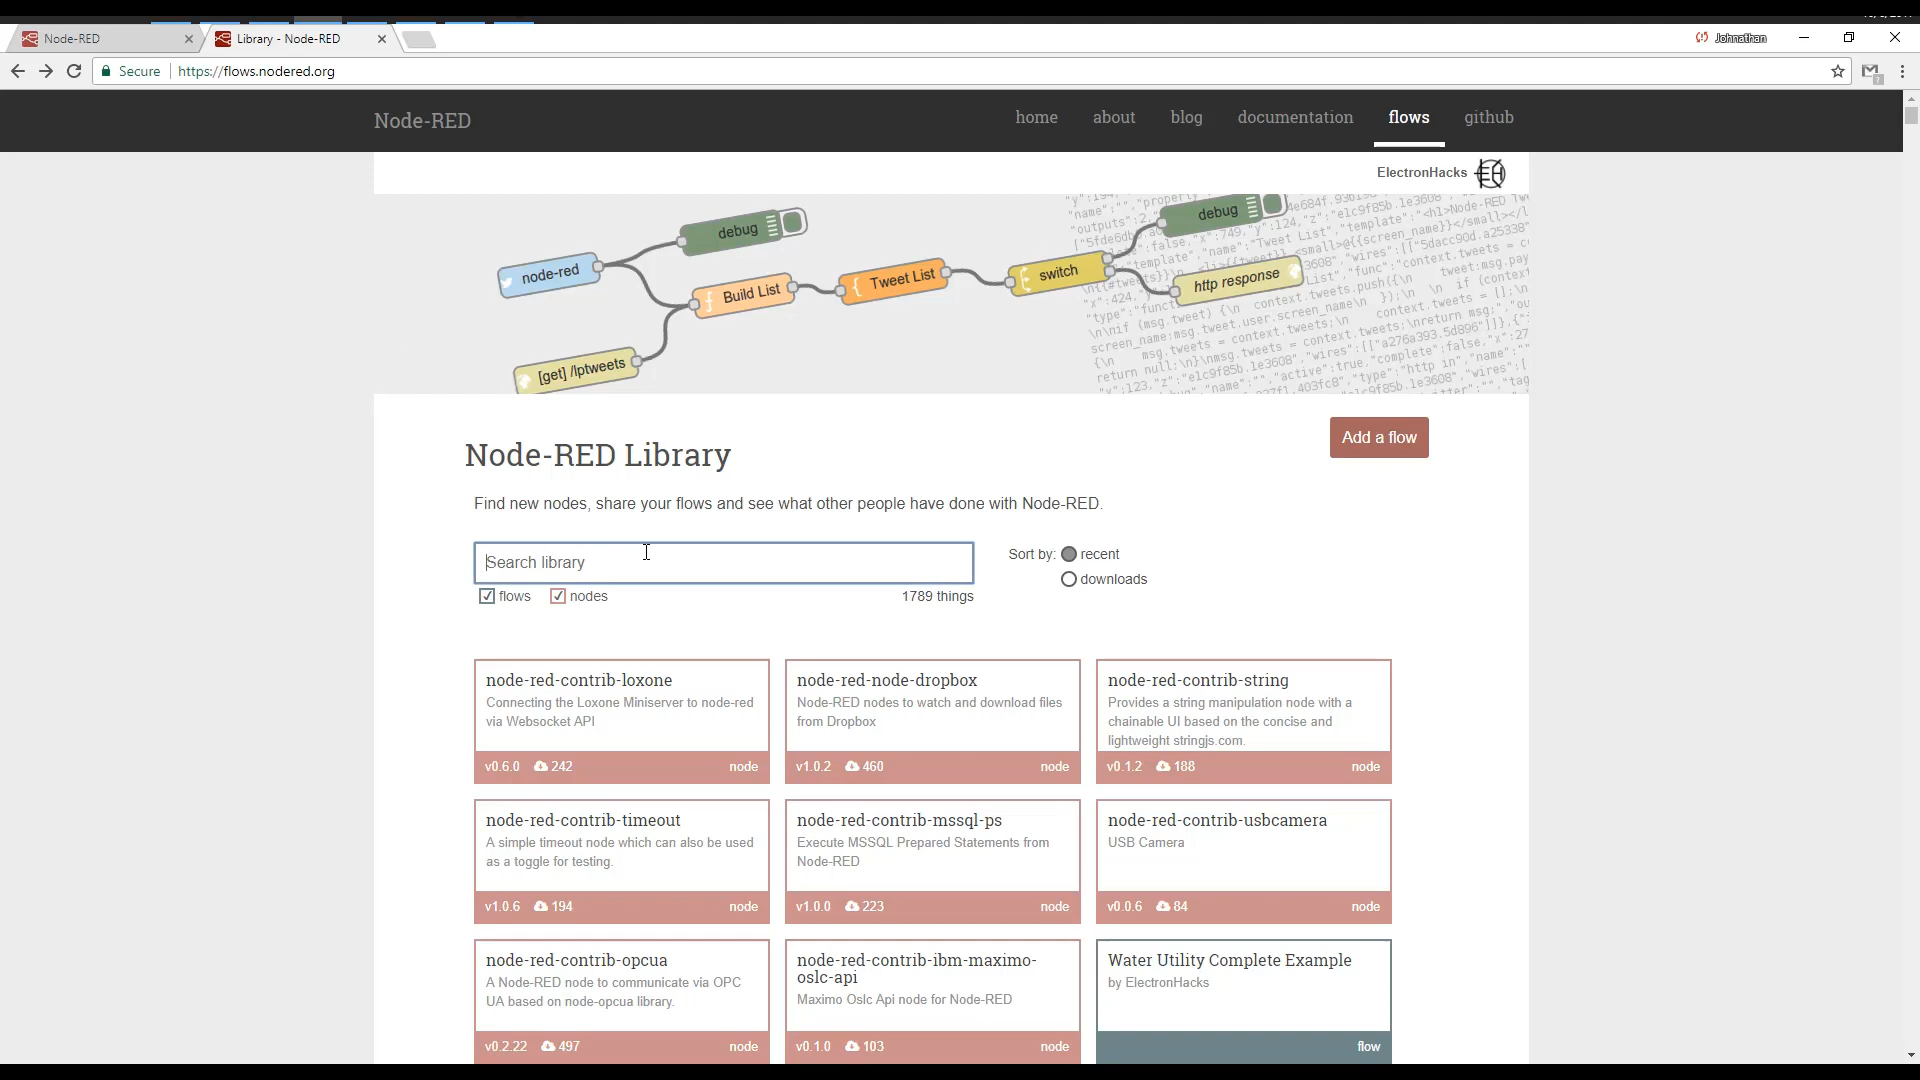 Node-RED
Library - Node-RED
Johnathan
Secure
https://flows.nodered.org
Node-RED
home
about
blog
documentation
flows
github
ElectronHacks
debug
node-red
Build List
Tweet List
switch
debug
http response
[get] /lptweets
Node-RED Library
Add a flow
Find new nodes, share your flows and see what other people have done with Node-RED.
Search library
Sort by:
recent
downloads
flows
nodes
1789 things
node-red-contrib-loxone
Connecting the Loxone Miniserver to node-red
via Websocket API
v0.6.0
242
node
node-red-node-dropbox
Node-RED nodes to watch and download files
from Dropbox
v1.0.2
460
node
node-red-contrib-string
Provides a string manipulation node with a
chainable UI based on the concise and
lightweight stringjs.com.
v0.1.2
188
node
node-red-contrib-timeout
A simple timeout node which can also be used
as a toggle for testing.
v1.0.6
194
node
node-red-contrib-mssql-ps
Execute MSSQL Prepared Statements from
Node-RED
v1.0.0
223
node
node-red-contrib-usbcamera
USB Camera
v0.0.6
84
node
node-red-contrib-opcua
A Node-RED node to communicate via OPC
UA based on node-opcua library.
v0.2.22
497
node
node-red-contrib-ibm-maximo-
oslc-api
Maximo Oslc Api node for Node-RED
v0.1.0
103
node
Water Utility Complete Example
by ElectronHacks
flow